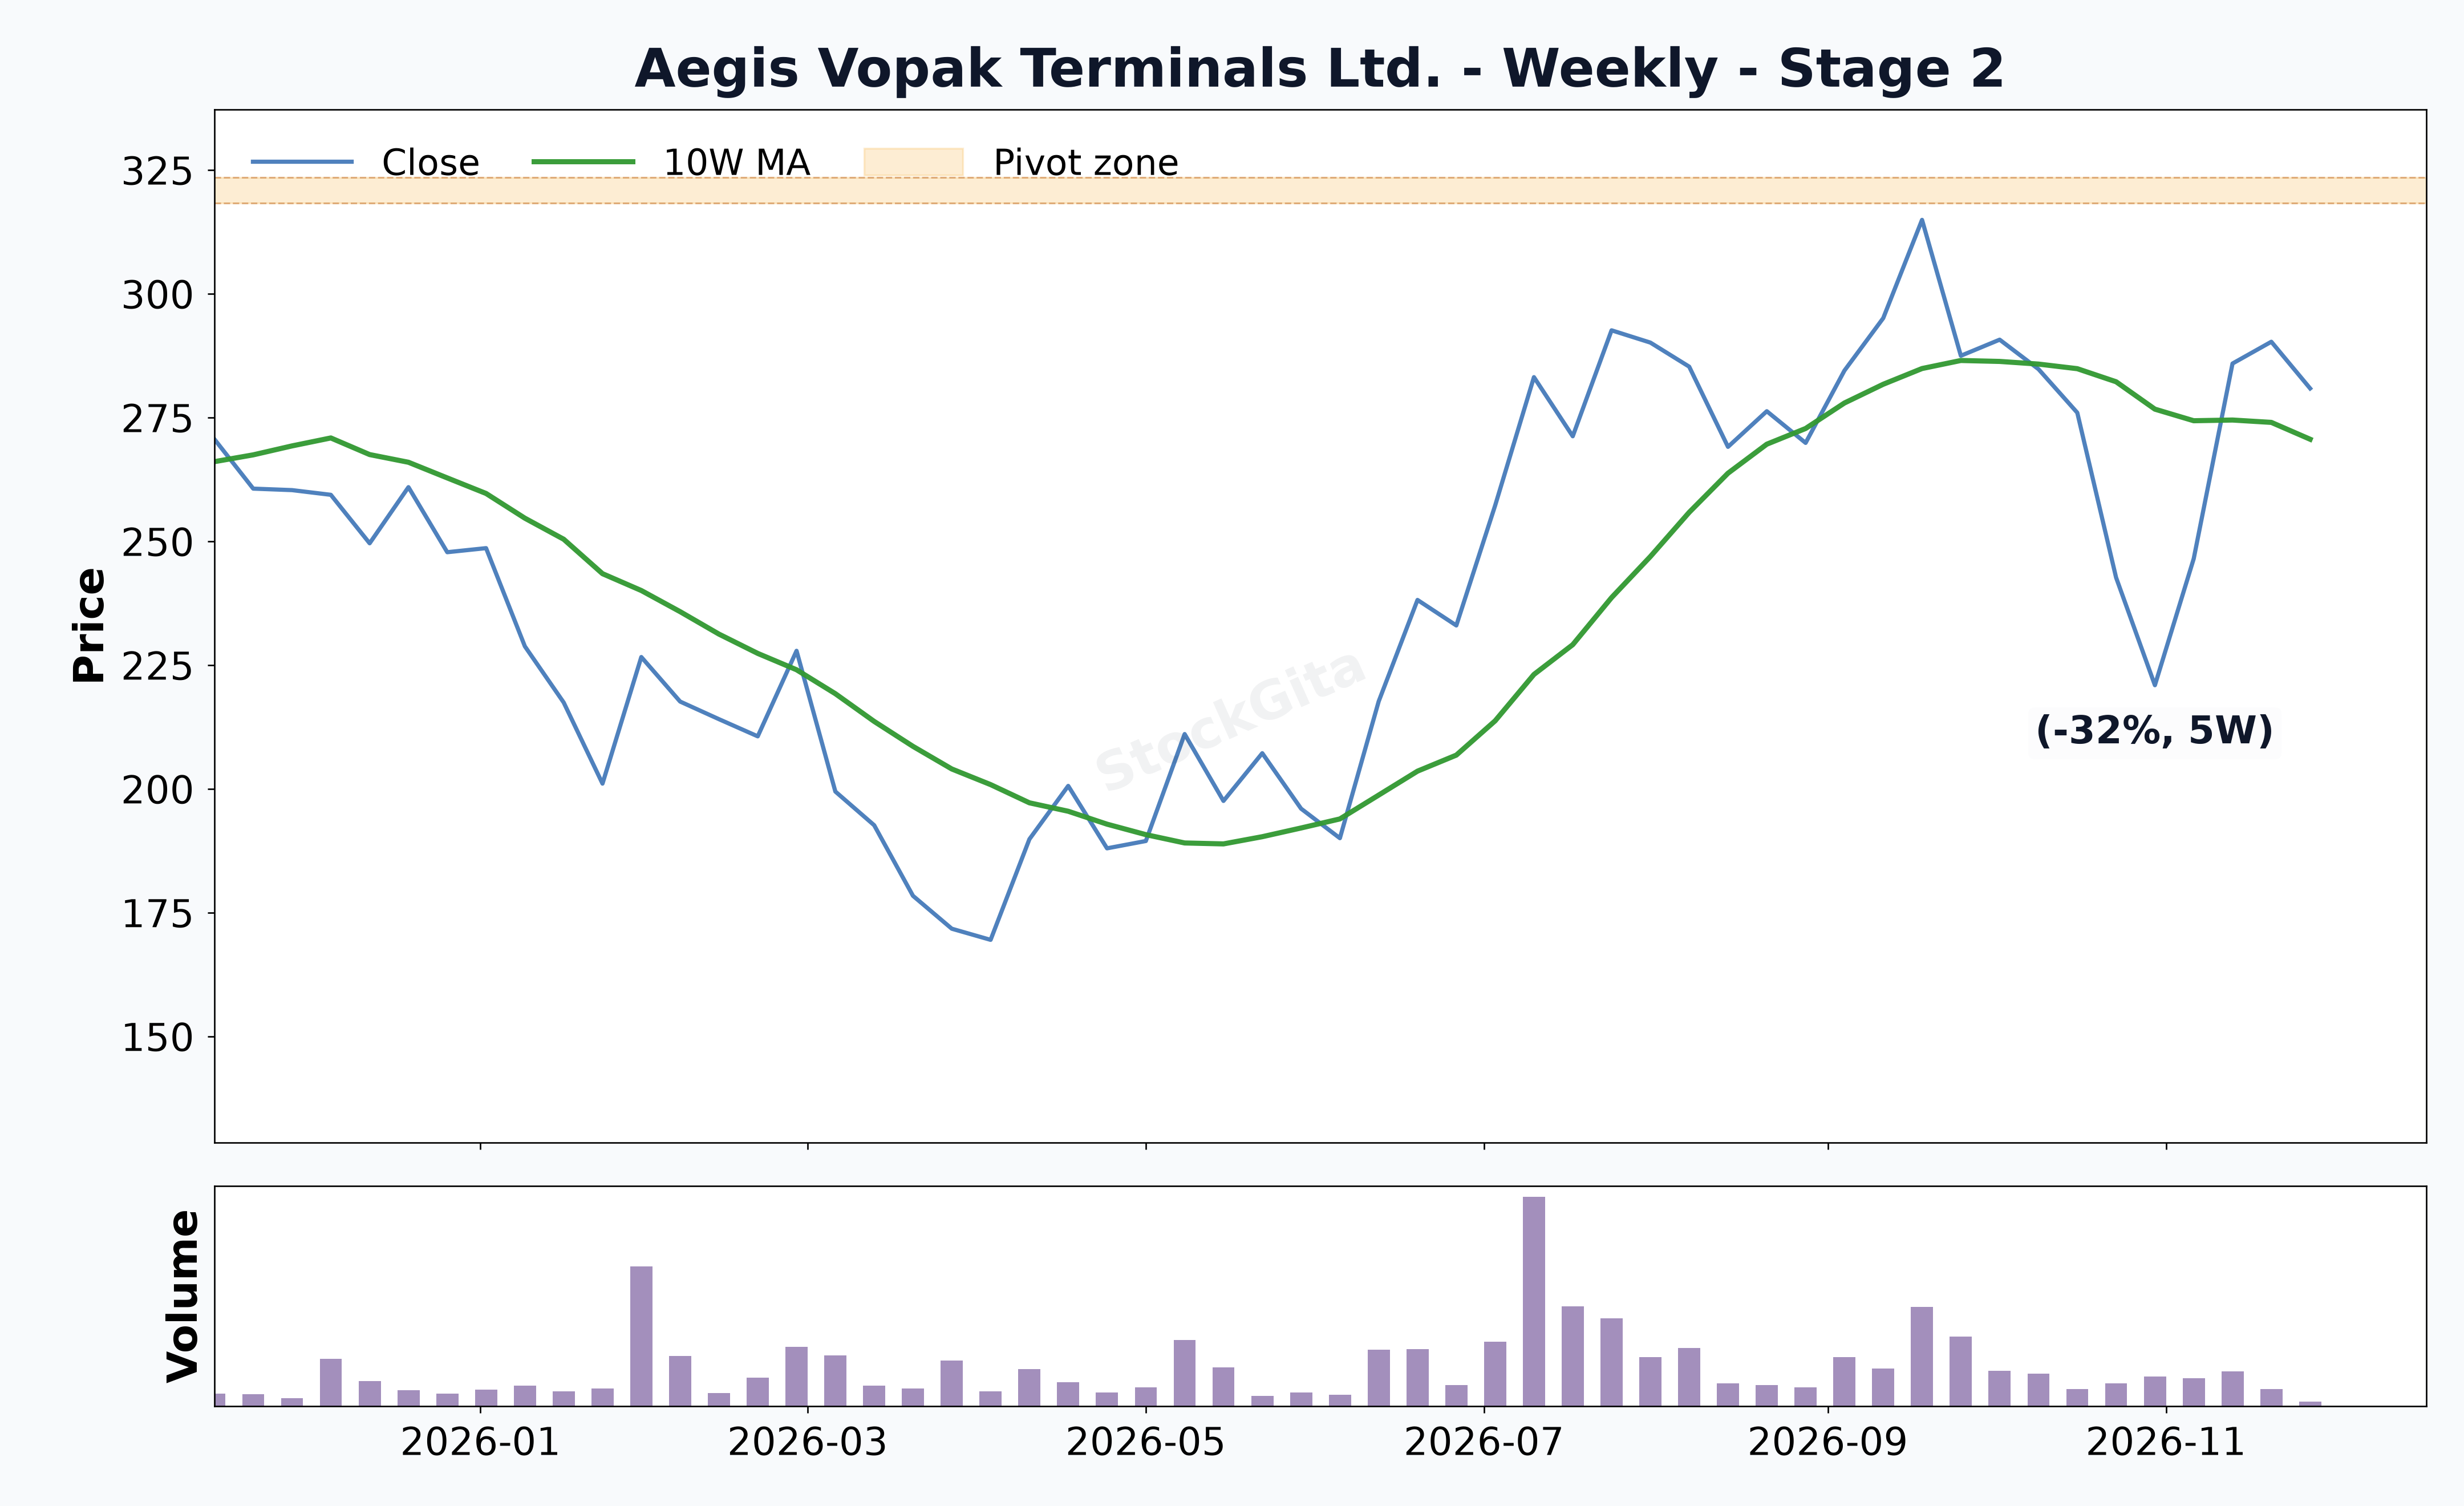 Aegis Vopak Terminals Ltd. - Weekly - Stage 2
Close
10W MA
Pivot zone
325
300
275
250
225
200
175
150
Price
StockGita
(-32%, 5W)
Volume
2026-01
2026-03
2026-05
2026-07
2026-09
2026-11